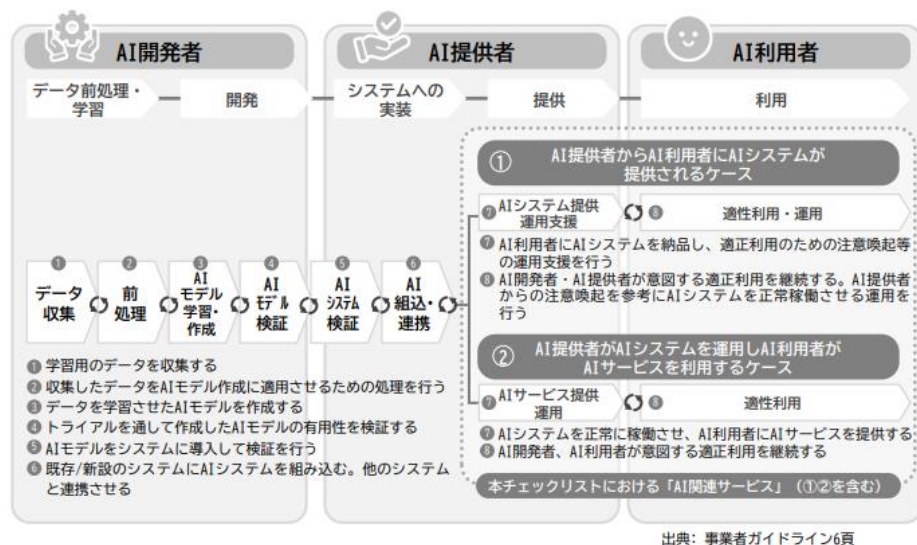 AI開発者
AI提供者
AI利用者
データ前処理・
学習
開発
システムへの
実装
提供
利用
① AI提供者からAI利用者にAIシステムが
提供されるケース
❼ AIシステム提供
運用支援
❽ 適性利用・運用
❼ AI利用者にAIシステムを納品し、適正利用のための注意喚起等
の運用支援を行う
❽ AI開発者・AI提供者が意図する適正利用を継続する。AI提供者
からの注意喚起を参考にAIシステムを正常稼働させる運用を
行う
❶
データ
収集
❷
前
処理
❸
AI
モデル
学習・
作成
❹
AI
モデル
検証
❺
AI
システム
検証
❻
AI
組込・
連携
❶ 学習用のデータを収集する
❷ 収集したデータをAIモデル作成に適用させるための処理を行う
❸ データを学習させたAIモデルを作成する
❹ トライアルを通して作成したAIモデルの有用性を検証する
❺ AIモデルをシステムに導入して検証を行う
❻ 既存/新設のシステムにAIシステムを組み込む。他のシステム
と連携させる
② AI提供者がAIシステムを運用しAI利用者が
AIサービスを利用するケース
❼ AIサービス提供
運用
❽ 適性利用
❼ AIシステムを正常に稼働させ、AI利用者にAIサービスを提供する
❽ AI開発者、AI利用者が意図する適正利用を継続する
本チェックリストにおける「AI関連サービス」（①②を含む）
出典: 事業者ガイドライン6頁